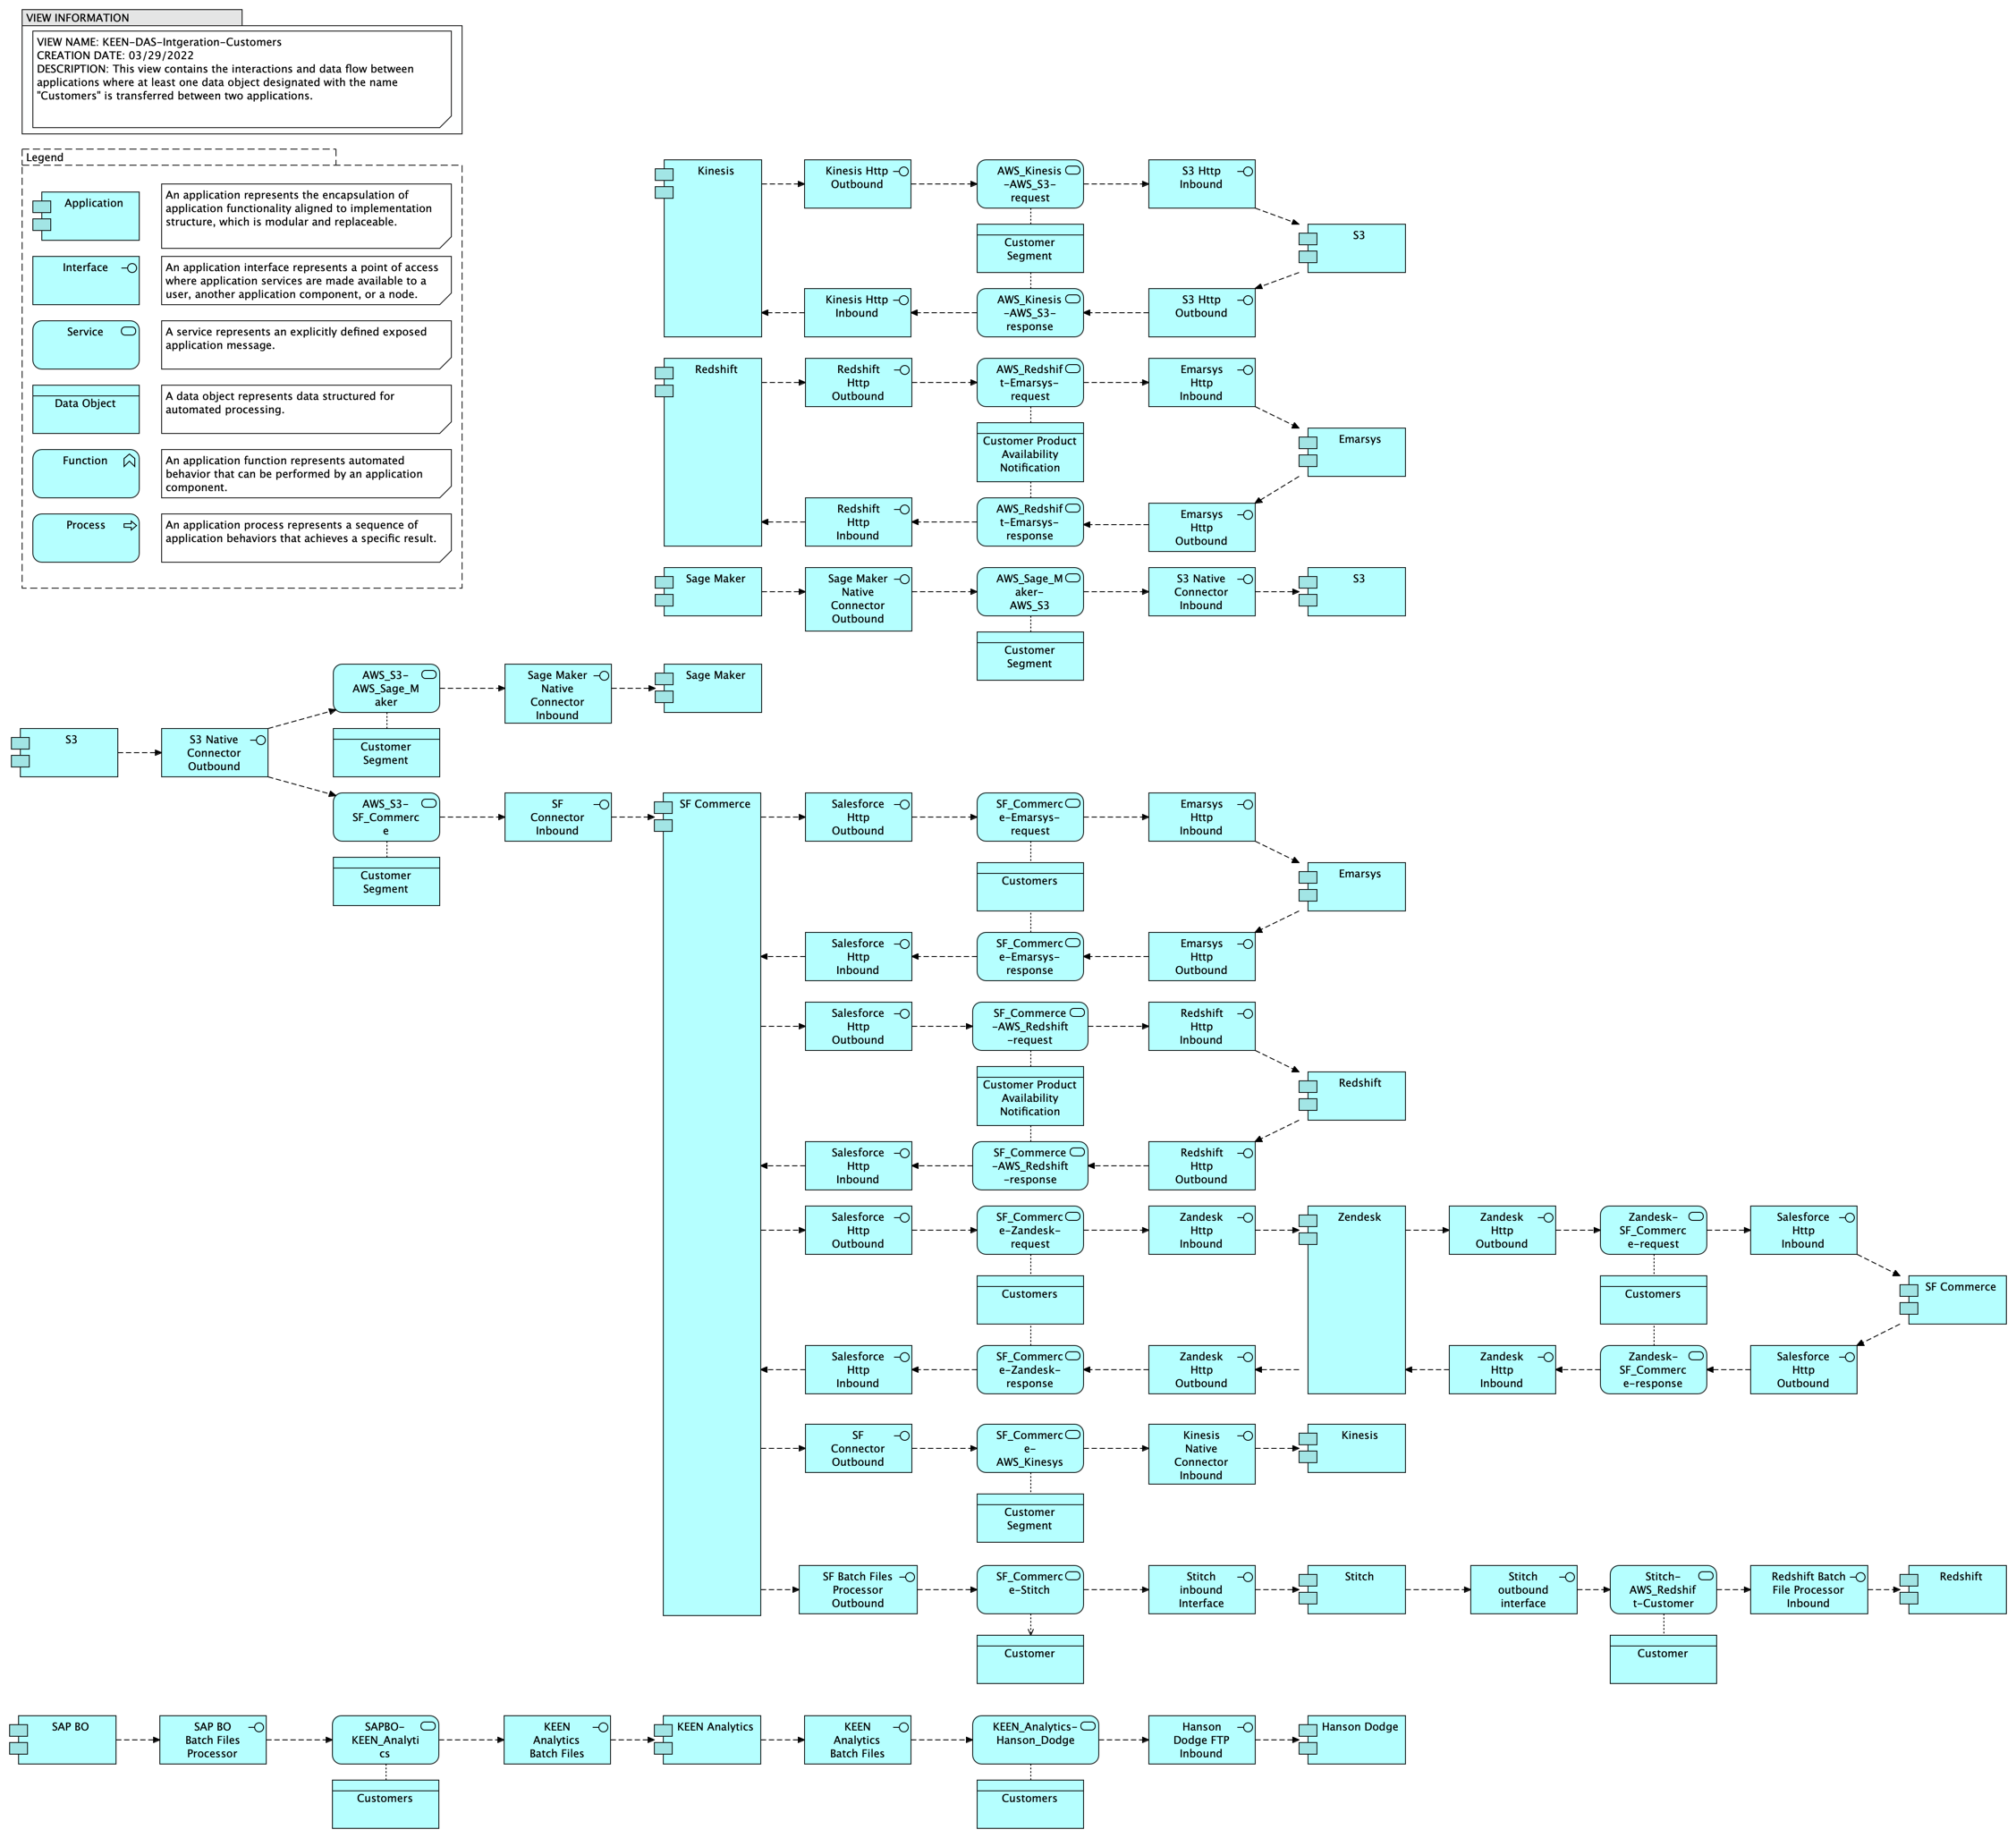 VIEW INFORMATION
VIEW NAME: KEEN-DAS-Intgeration-Customers
CREATION DATE: 03/29/2022
DESCRIPTION: This view contains the interactions and data flow between
applications where at least one data object designated with the name
"Customers" is transferred between two applications.
Legend
Application
An application represents the encapsulation of
application functionality aligned to implementation
structure, which is modular and replaceable.
Interface
An application interface represents a point of access
where application services are made available to a
user, another application component, or a node.
Service
A service represents an explicitly defined exposed
application message.
Data Object
A data object represents data structured for
automated processing.
Function
An application function represents automated
behavior that can be performed by an application
component.
Process
An application process represents a sequence of
application behaviors that achieves a specific result.
Kinesis
Kinesis Http
Outbound
AWS_Kinesis
-AWS_S3-
request
S3 Http
Inbound
Customer
Segment
S3
Kinesis Http
Inbound
AWS_Kinesis
-AWS_S3-
response
S3 Http
Outbound
Redshift
Redshift
Http
Outbound
AWS_Redshif
t-Emarsys-
request
Emarsys
Http
Inbound
Customer Product
Availability
Notification
Emarsys
Redshift
Http
Inbound
AWS_Redshif
t-Emarsys-
response
Emarsys
Http
Outbound
Sage Maker
Sage Maker
Native
Connector
Outbound
AWS_Sage_M
aker-
AWS_S3
S3 Native
Connector
Inbound
S3
Customer
Segment
S3
S3 Native
Connector
Outbound
AWS_S3-
AWS_Sage_M
aker
Sage Maker
Native
Connector
Inbound
Sage Maker
Customer
Segment
AWS_S3-
SF_Commerc
e
SF
Connector
Inbound
Customer
Segment
SF Commerce
Salesforce
Http
Outbound
SF_Commerc
e-Emarsys-
request
Emarsys
Http
Inbound
Customers
Emarsys
Salesforce
Http
Inbound
SF_Commerc
e-Emarsys-
response
Emarsys
Http
Outbound
Salesforce
Http
Outbound
SF_Commerce
-AWS_Redshift
-request
Redshift
Http
Inbound
Customer Product
Availability
Notification
Redshift
Salesforce
Http
Inbound
SF_Commerce
-AWS_Redshift
-response
Redshift
Http
Outbound
Salesforce
Http
Outbound
SF_Commerc
e-Zandesk-
request
Zandesk
Http
Inbound
Zendesk
Zandesk
Http
Outbound
Zandesk-
SF_Commerc
e-request
Salesforce
Http
Inbound
Customers
Customers
SF Commerce
Salesforce
Http
Inbound
SF_Commerc
e-Zandesk-
response
Zandesk
Http
Outbound
Zandesk
Http
Inbound
Zandesk-
SF_Commerc
e-response
Salesforce
Http
Outbound
SF
Connector
Outbound
SF_Commerc
e-
AWS_Kinesys
Kinesis
Native
Connector
Inbound
Kinesis
Customer
Segment
SF Batch Files
Processor
Outbound
SF_Commerc
e-Stitch
Stitch
inbound
Interface
Stitch
Stitch
outbound
interface
Stitch-
AWS_Redshif
t-Customer
Redshift Batch
File Processor
Inbound
Redshift
Customer
Customer
SAP BO
SAP BO
Batch Files
Processor
SAPBO-
KEEN_Analyti
cs
KEEN
Analytics
Batch Files
KEEN Analytics
KEEN
Analytics
Batch Files
KEEN_Analytics-
Hanson_Dodge
Hanson
Dodge FTP
Inbound
Hanson Dodge
Customers
Customers